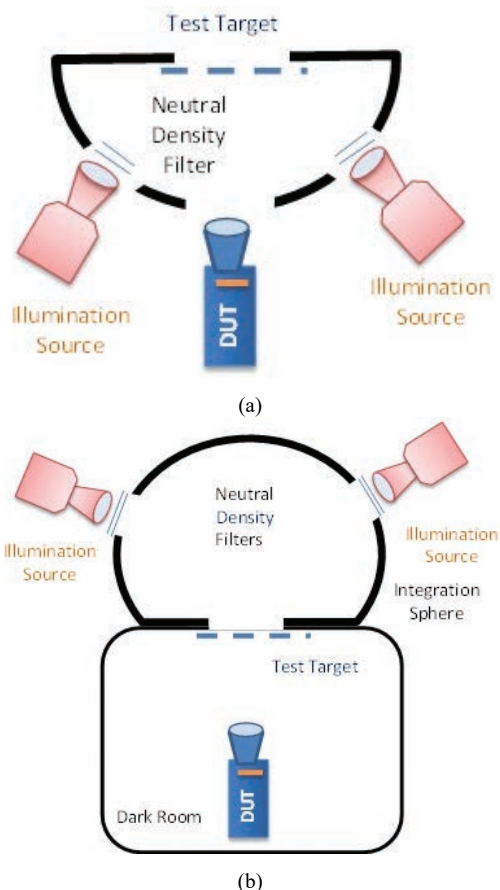 Test Target
Neutral
Density
Filter
Illumination
Source
DUT
Illumination
Source
(a)
Neutral
Density
Filters
Illumination
Source
Illumination
Source
Integration
Sphere
Test Target
DUT
Dark Room
(b)